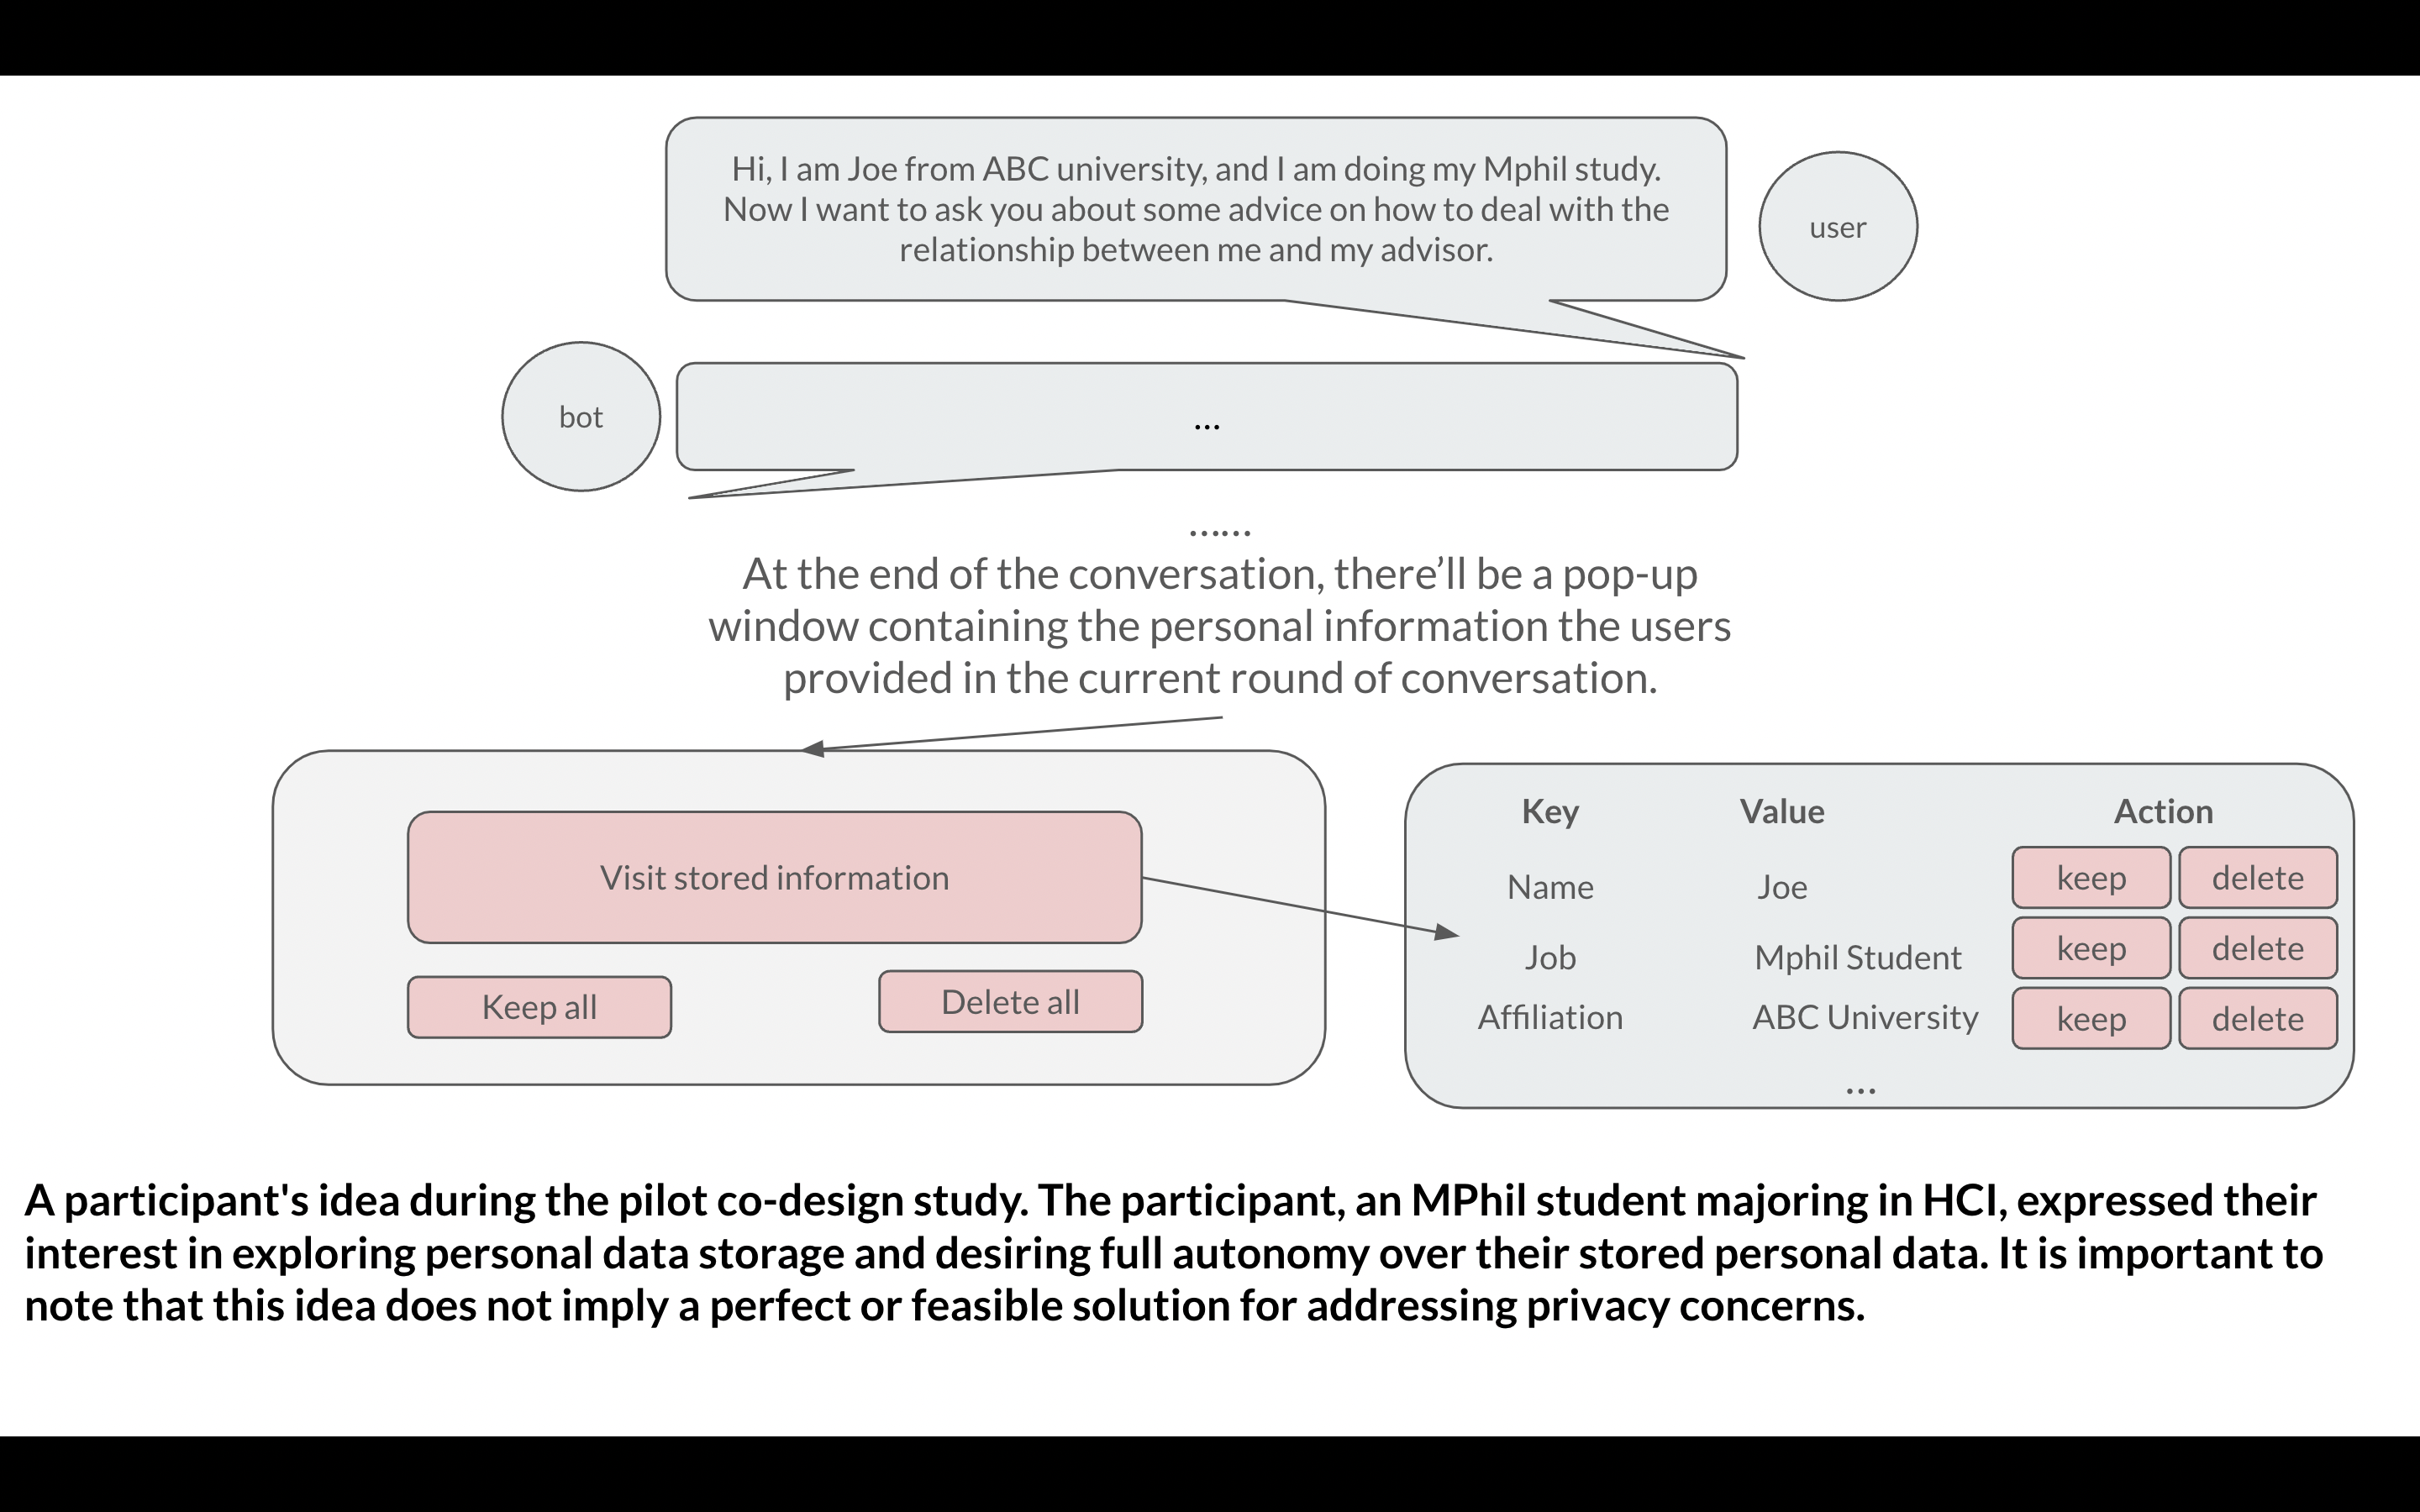 Hi, I am Joe from ABC university, and I am doing my Mphil study.
Now I want to ask you about some advice on how to deal with the
relationship between me and my advisor.
user
bot
...
......
At the end of the conversation, there’ll be a pop-up
window containing the personal information the users
provided in the current round of conversation.
Visit stored information
Keep all
Delete all
Key Value Action
Name Joe keep delete
Job Mphil Student keep delete
Affiliation ABC University keep delete
...
A participant's idea during the pilot co-design study. The participant, an MPhil student majoring in HCI, expressed their
interest in exploring personal data storage and desiring full autonomy over their stored personal data. It is important to
note that this idea does not imply a perfect or feasible solution for addressing privacy concerns.